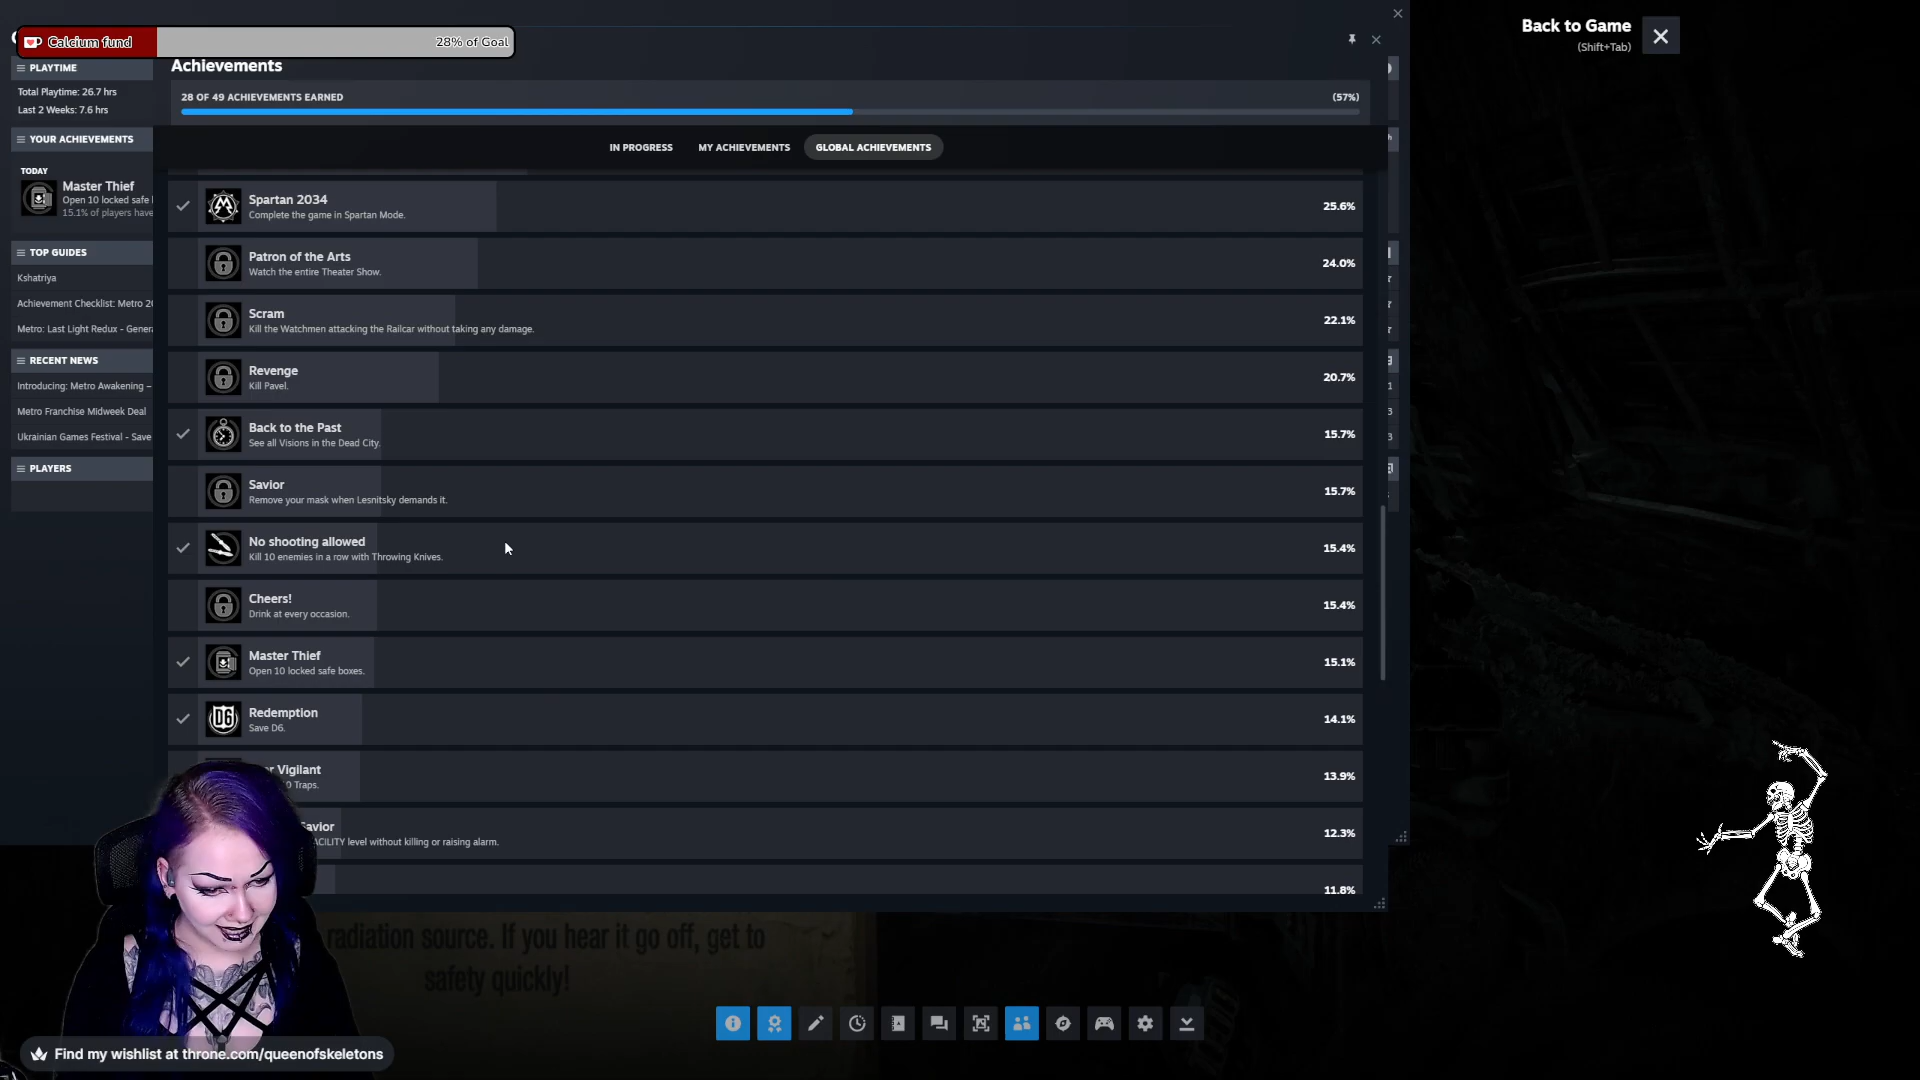 Calcium fund
28% of Goal
Back to Game
(Shift+Tab)
PLAYTIME
Total Playtime: 26.7 hrs
Last 2 Weeks: 7.6 hrs
YOUR ACHIEVEMENTS
TODAY
Master Thief
Open 10 locked safe
15.1% of players have
TOP GUIDES
Kshatriya
Achievement Checklist: Metro
Metro: Last Light Redux -
RECENT NEWS
Introducing: Metro Awakening –
Metro Franchise Midweek Deal
Ukrainian Games Festival - Save
PLAYERS
Achievements
28 OF 49 ACHIEVEMENTS EARNED
(57%)
IN PROGRESS
MY ACHIEVEMENTS
GLOBAL ACHIEVEMENTS
Spartan 2034
Complete the game in Spartan Mode.
25.6%
Patron of the Arts
Watch the entire Theater Show.
24.0%
Scram
Kill the Watchmen attacking the Railcar without taking any damage.
22.1%
Revenge
Kill Pavel.
20.7%
Back to the Past
See all Visions in the Dead City.
15.7%
Savior
Remove your mask when Lesnitsky demands it.
15.7%
No shooting allowed
Kill 10 enemies in a row with Throwing Knives.
15.4%
Cheers!
Drink at every occasion.
15.4%
Master Thief
Open 10 locked safe boxes.
15.1%
Redemption
D6
Save D6.
14.1%
Vigilant
0 Traps.
13.9%
Savior
level without killing or raising alarm.
12.3%
11.8%
radiation source. If you hear it go off, get to
safety quickly!
Find my wishlist at throne.com/queenofskeletons